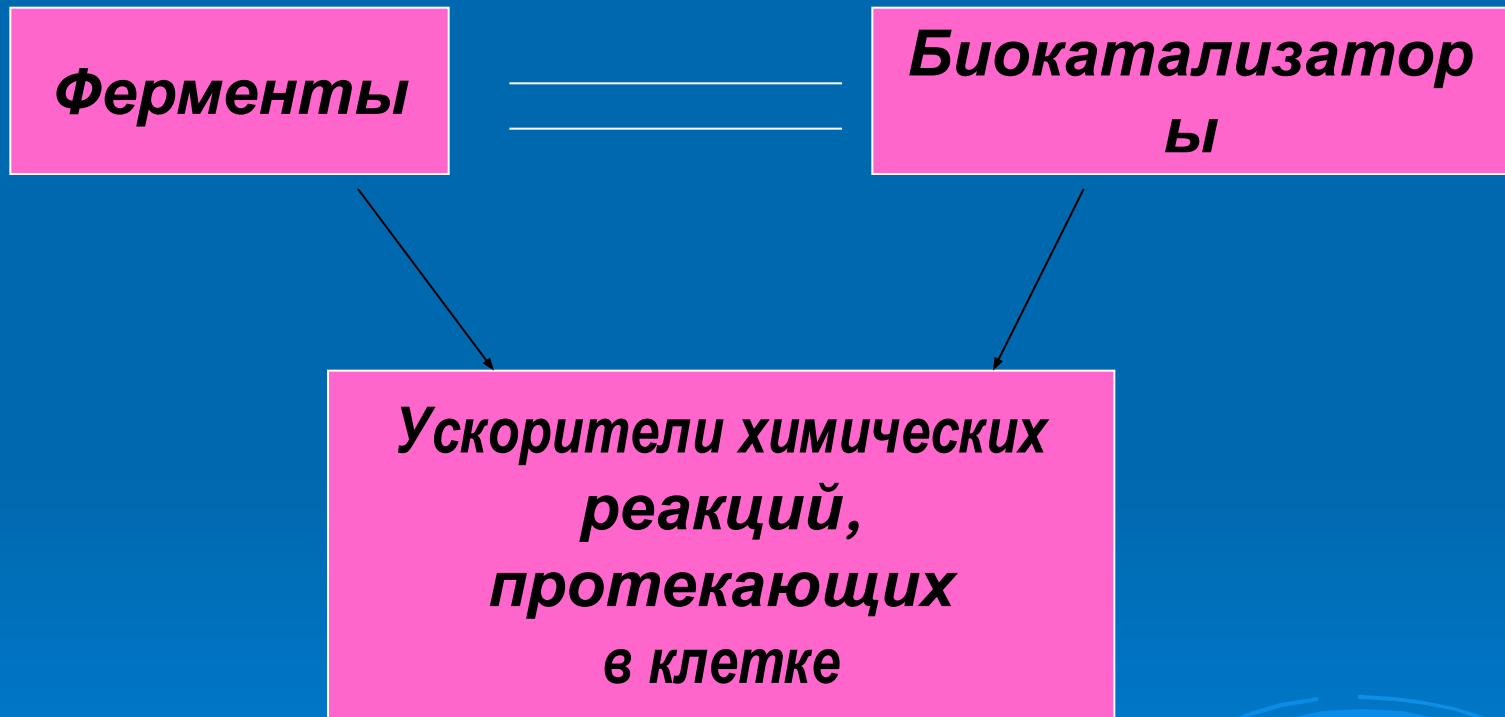 Ферменты
Биокатализатор
ы
Ускорители химических
реакций,
протекающих
в клетке